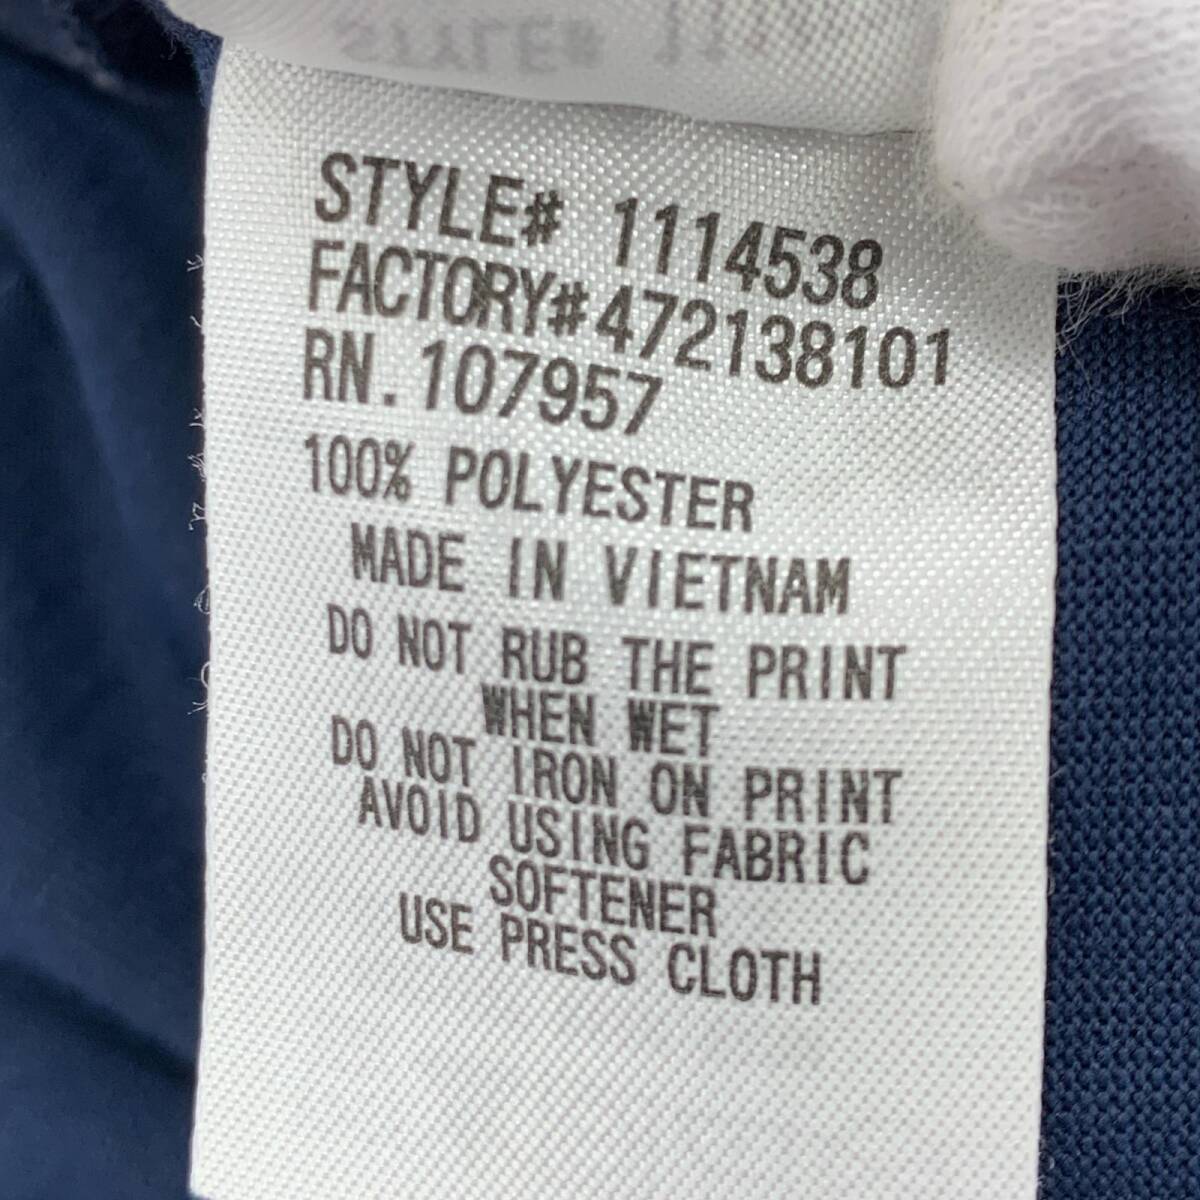 STYLE# 1114538
FACTORY#472138101
RN.107957
100% POLYESTER
MADE IN VIETNAM
DO NOT RUB THE PRINT
WHEN WET
DO NOT IRON ON PRINT
AVOID USING FABRIC
SOFTENER
USE PRESS CLOTH